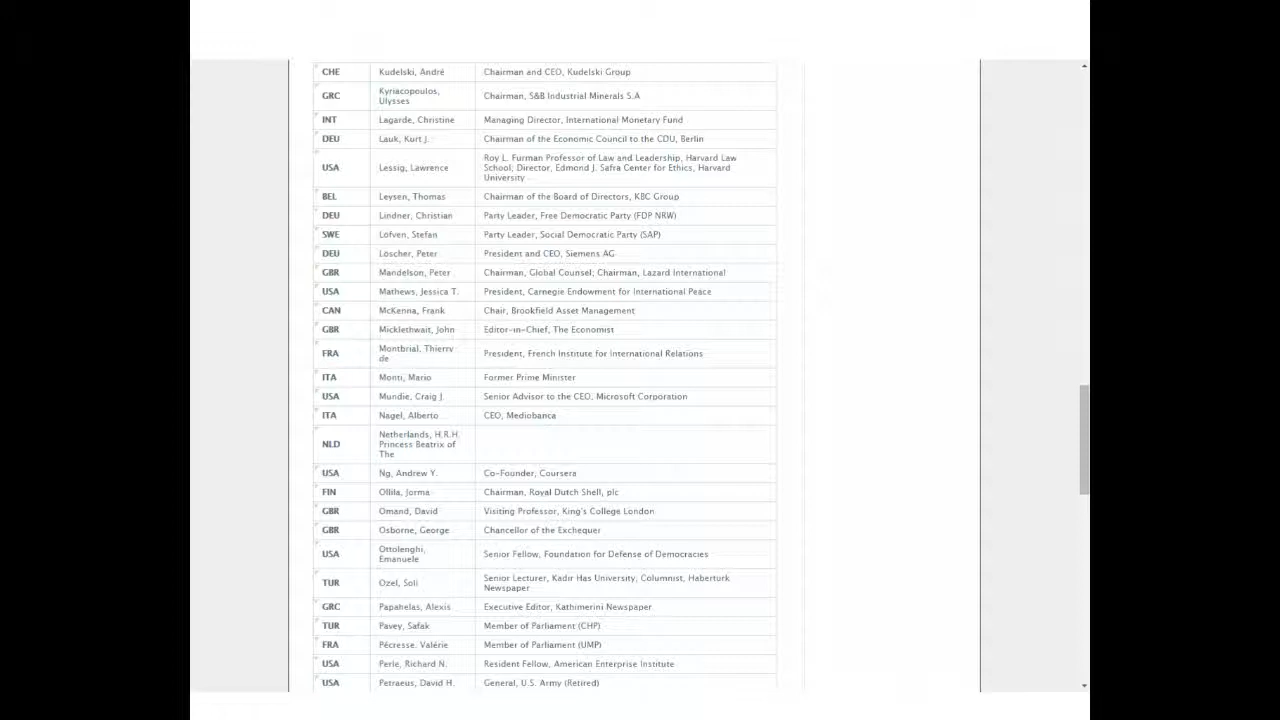 CHE Kudelski, André Chairman and CEO, Kudelski Group
GRC Kyriacopoulos, Ulysses Chairman, S&B Industrial Minerals S.A
INT Lagarde, Christine Managing Director, International Monetary Fund
DEU Lauk, Kurt J. Chairman of the Economic Council to the CDU, Berlin
USA Lessig, Lawrence Roy L. Furman Professor of Law and Leadership, Harvard Law
School; Director, Edmond J. Safra Center for Ethics, Harvard
University
BEL Leysen, Thomas Chairman of the Board of Directors, KBC Group
DEU Lindner, Christian Party Leader, Free Democratic Party (FDP NRW)
SWE Löfven, Stefan Party Leader, Social Democratic Party (SAP)
DEU Löscher, Peter President and CEO, Siemens AG
GBR Mandelson, Peter Chairman, Global Counsel; Chairman, Lazard International
USA Mathews, Jessica T. President, Carnegie Endowment for International Peace
CAN McKenna, Frank Chair, Brookfield Asset Management
GBR Micklethwait, John Editor-in-Chief, The Economist
FRA Montbrial, Thierry de President, French Institute for International Relations
ITA Monti, Mario Former Prime Minister
USA Mundie, Craig J. Senior Advisor to the CEO, Microsoft Corporation
ITA Nagel, Alberto CEO, Mediobanca
NLD Netherlands, H.R.H.
Princess Beatrix of
The
USA Ng, Andrew Y. Co-Founder, Coursera
FIN Ollila, Jorma Chairman, Royal Dutch Shell, plc
GBR Omand, David Visiting Professor, King's College London
GBR Osborne, George Chancellor of the Exchequer
USA Ottolenghi, Emanuele Senior Fellow, Foundation for Defense of Democracies
TUR Özel, Soli Senior Lecturer, Kadir Has University; Columnist, Habertürk
Newspaper
GRC Papahelas, Alexis Executive Editor, Kathimerini Newspaper
TUR Pavey, Safak Member of Parliament (CHP)
FRA Pécresse, Valérie Member of Parliament (UMP)
USA Perle, Richard N. Resident Fellow, American Enterprise Institute
USA Petraeus, David H. General, U.S. Army (Retired)